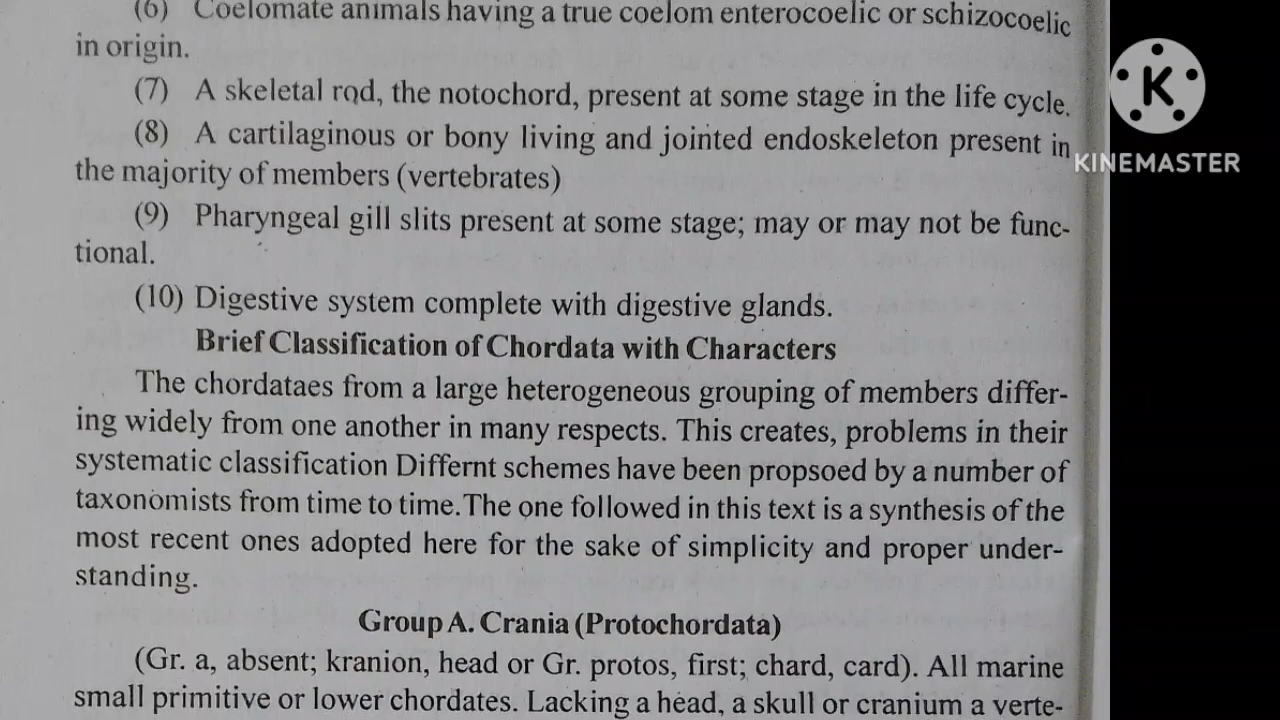 (6) Coelomate animals having a true coelom enterocoelic or schizocoelic
in origin.
(7) A skeletal rod, the notochord, present at some stage in the life cycle.
(8) A cartilaginous or bony living and jointed endoskeleton present in
the majority of members (vertebrates)
(9) Pharyngeal gill slits present at some stage; may or may not be func-
tional.
(10) Digestive system complete with digestive glands.
Brief Classification of Chordata with Characters
The chordataes from a large heterogeneous grouping of members differ-
ing widely from one another in many respects. This creates, problems in their
systematic classification Differnt schemes have been propsoed by a number of
taxonomists from time to time.The one followed in this text is a synthesis of the
most recent ones adopted here for the sake of simplicity and proper under-
standing.
Group A. Crania (Protochordata)
(Gr. a, absent; kranion, head or Gr. protos, first; chard, card). All marine
small primitive or lower chordates. Lacking a head, a skull or cranium a verte-
K
KINEMASTER